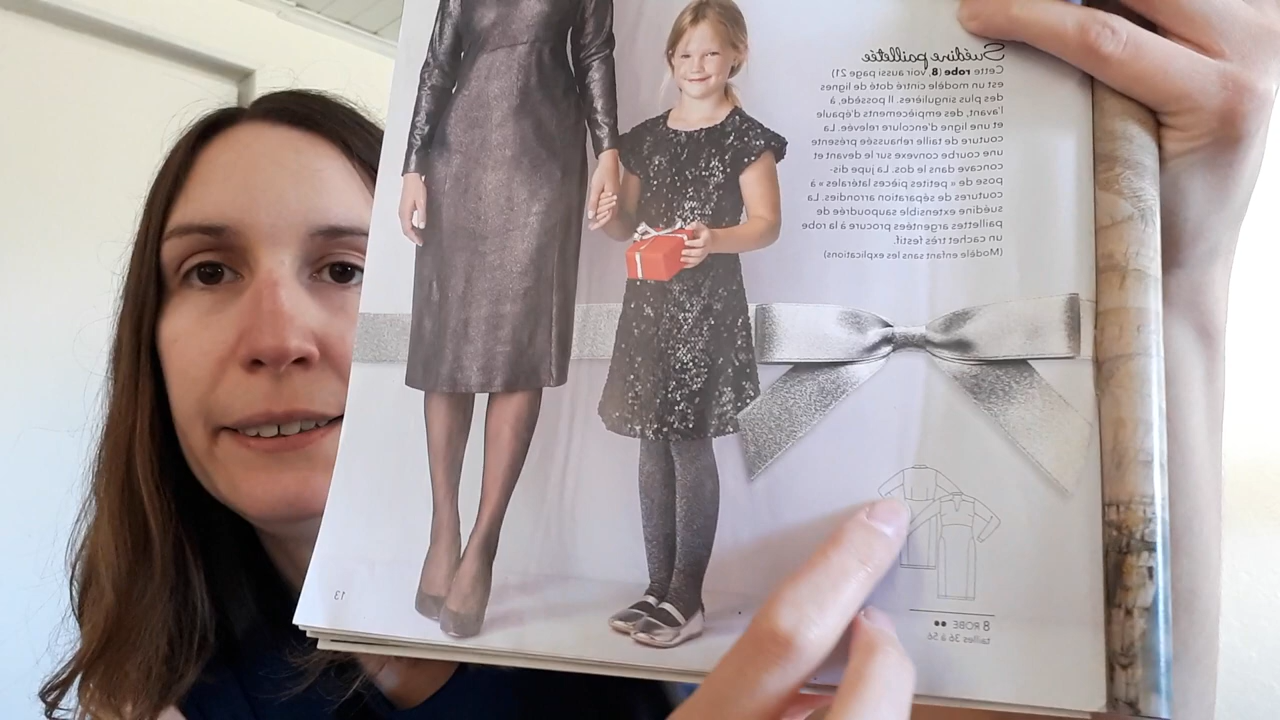 Suédine pailletée
Cette robe (8, voir aussi page 21)
est un modèle cintré doté de lignes
des plus singulières. Il possède, à
l'avant, des empiècements d'épaule
et une ligne d'encolure relevée. La
couture de taille rehaussée présente
une courbe convexe sur le devant et
concave dans le dos. La jupe dis-
pose de « petites pièces latérales » à
coutures de séparation arrondies. La
suédine extensible saupoudrée de
paillettes argentées procure à la robe
un cachet très festif.
(Modèle enfant sans les explications)
8 ROBE ●●
tailles 36 à 56
13